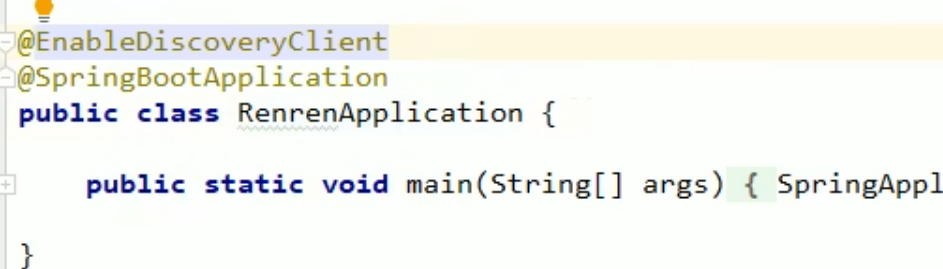 @EnableDiscoveryClient
@SpringBootApplication
public class RenrenApplication {
public static void main(String[] args) { SpringAppl
}